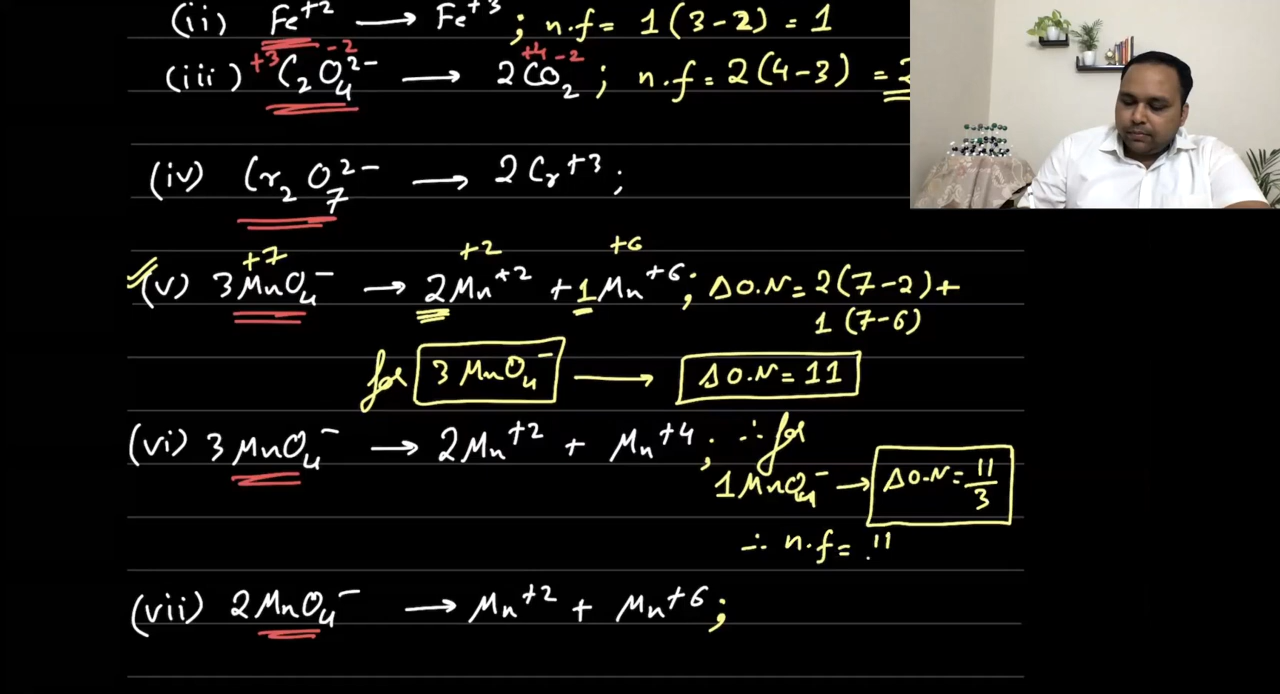 (ii) Fe+2 → Fe+3 ; n.f = 1(3-2) = 1
+3 -2 +4 -2
(iii) C2O4 2- → 2CO2 ; n.f = 2(4-3) =
(iv) Cr2O7 2- → 2Cr+3 ;
+7 +2 +6
(v) 3MnO4- → 2Mn+2 + 1Mn+6 ; ΔO.N = 2(7-2)+
1(7-6)
for 3MnO4- → ΔO.N = 11
(vi) 3MnO4- → 2Mn+2 + Mn+4 ; ∴ for
1MnO4- → ΔO.N = 11/3
∴ n.f = 11
(vii) 2MnO4- → Mn+2 + Mn+6 ;